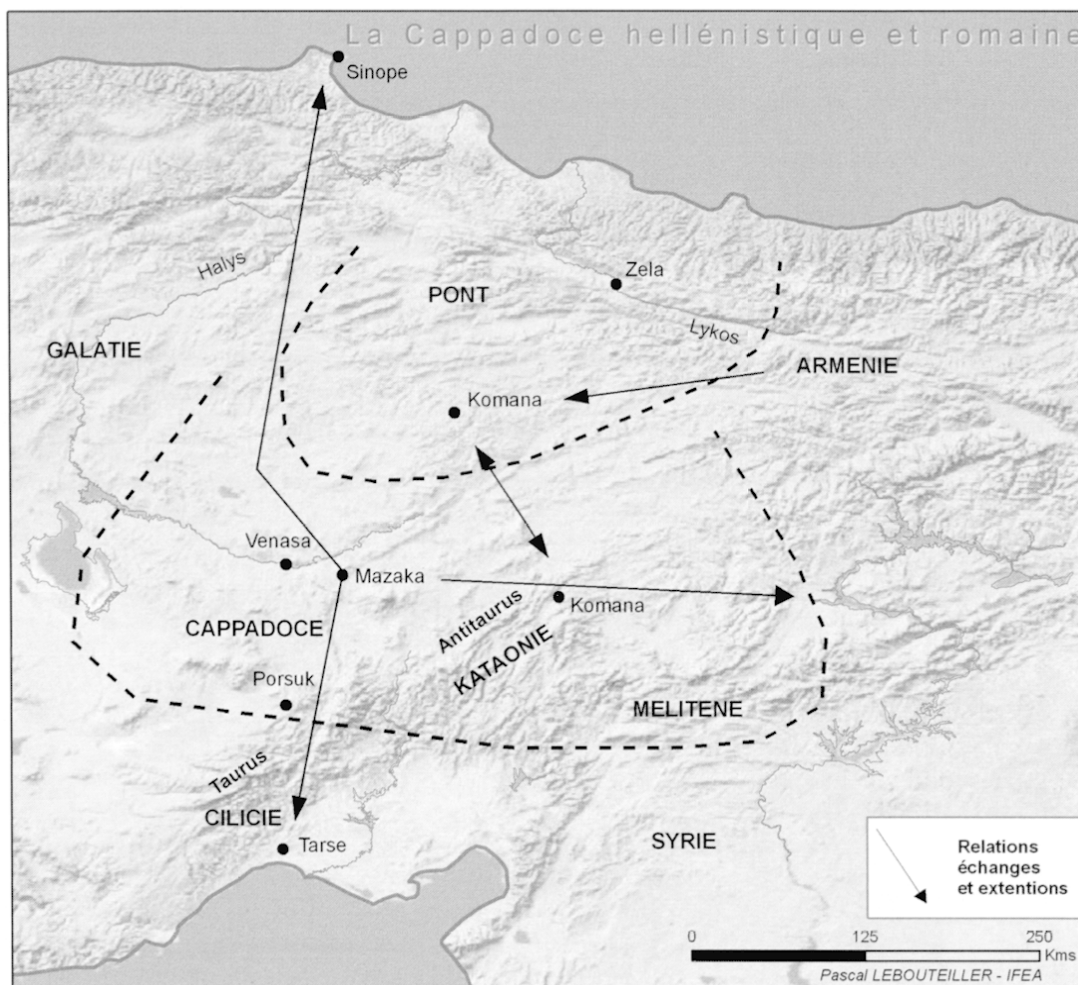 La Cappadoce hellénistique et romaine
Sinope
Halys
Zela
PONT
Lykos
GALATIE
ARMENIE
Komana
Venasa
Mazaka
Komana
Antitaurus
CAPPADOCE
KATAONIE
Porsuk
MELITENE
Taurus
CILICIE
Tarse
SYRIE
Relations
échanges
et extentions
0 125 250
Kms
Pascal LEBOUTEILLER - IFEA